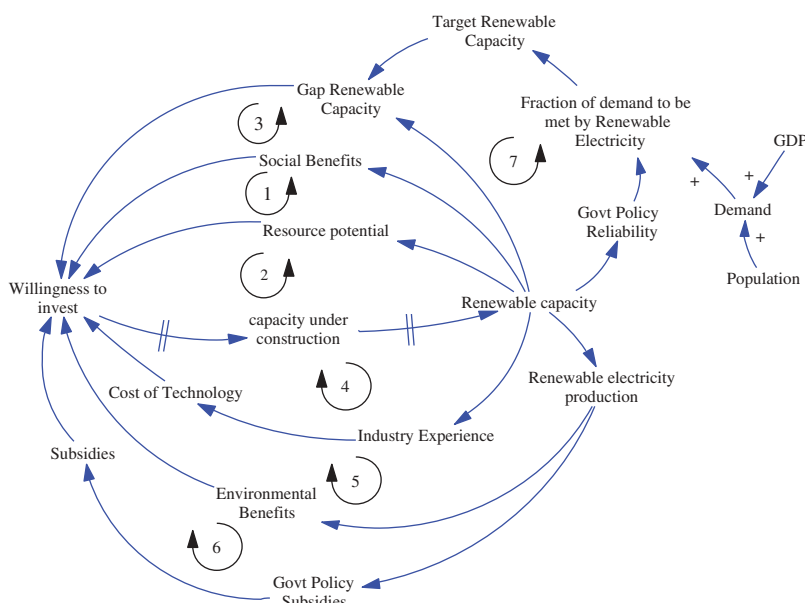 Target Renewable
Capacity
Gap Renewable
Capacity
Fraction of demand to be
met by Renewable
Electricity
GDP
3
7
Social Benefits
+
+
1
Govt Policy
Reliability
Demand
Resource potential
+
2
Population
Willingness to
invest
Renewable capacity
capacity under
construction
4
Renewable electricity
production
Cost of Technology
Industry Experience
Subsidies
5
Environmental
Benefits
6
Govt Policy
Subsidies